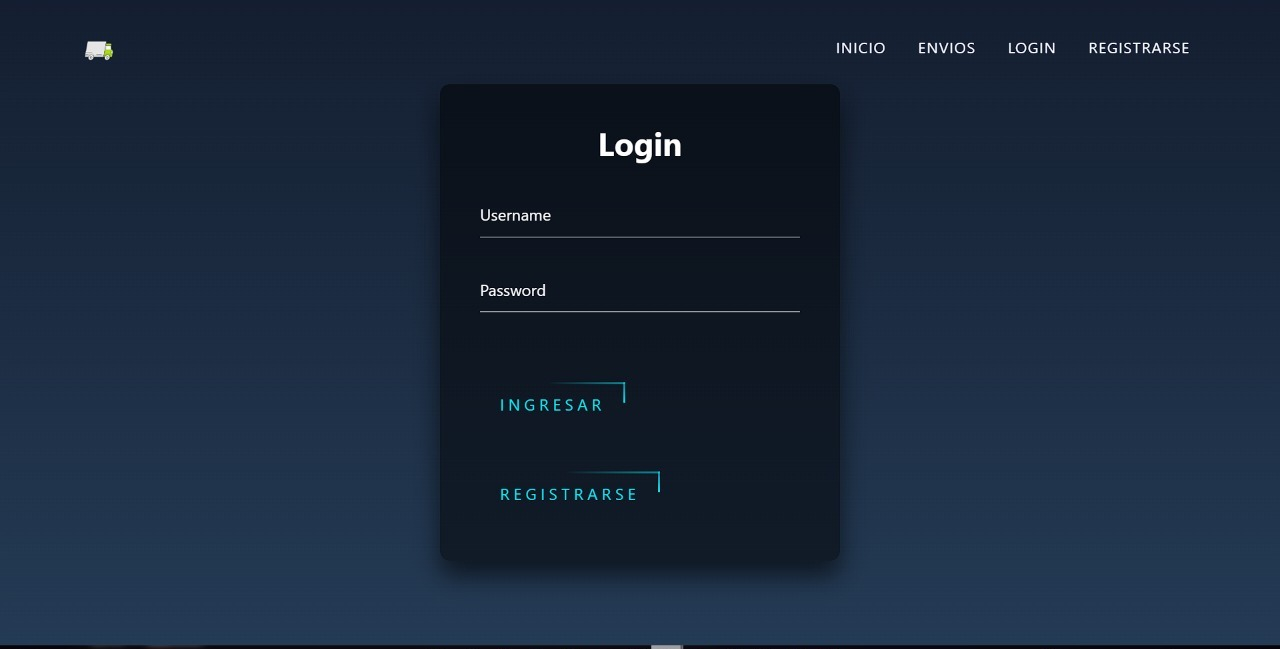 INICIO ENVIOS LOGIN REGISTRARSE
Login
Username
Password
INGRESAR
REGISTRARSE